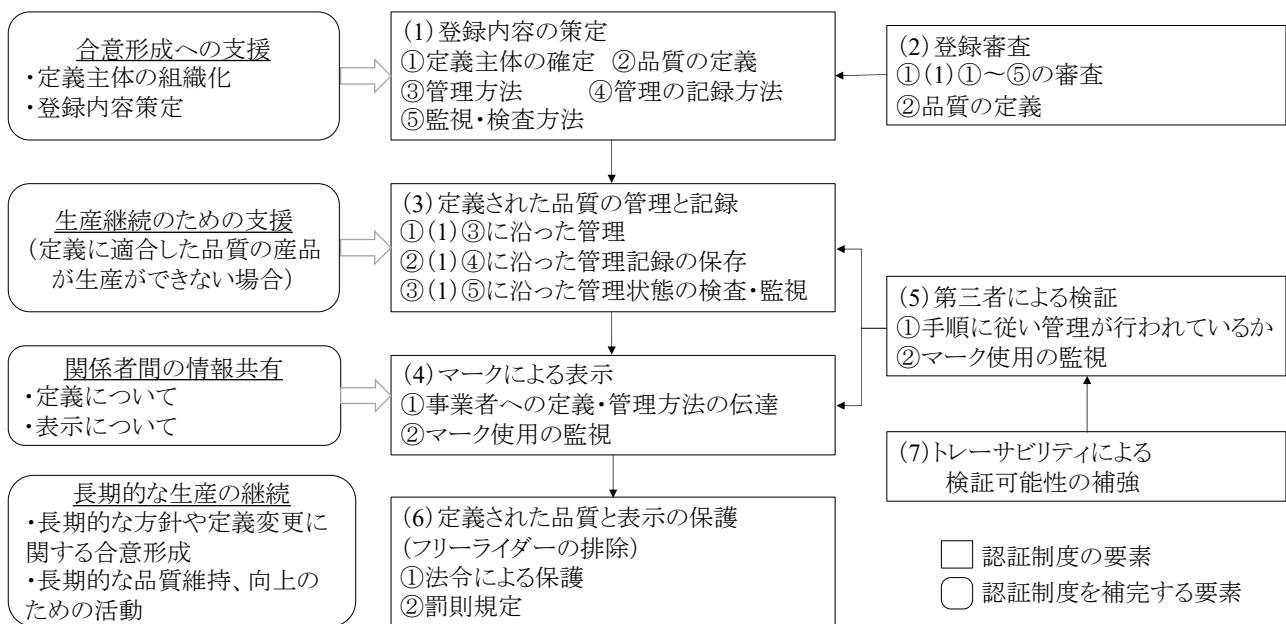 合意形成への支援
・定義主体の組織化
・登録内容策定
(1)登録内容の策定
①定義主体の確定 ②品質の定義
③管理方法 ④管理の記録方法
⑤監視・検査方法
(2)登録審査
①(1)①～⑤の審査
②品質の定義
生産継続のための支援
(定義に適合した品質の産品
が生産ができない場合)
(3)定義された品質の管理と記録
①(1)③に沿った管理
②(1)④に沿った管理記録の保存
③(1)⑤に沿った管理状態の検査・監視
(5)第三者による検証
①手順に従い管理が行われているか
②マーク使用の監視
関係者間の情報共有
・定義について
・表示について
(4)マークによる表示
①事業者への定義・管理方法の伝達
②マーク使用の監視
(7)トレーサビリティによる
検証可能性の補強
長期的な生産の継続
・長期的な方針や定義変更に
関する合意形成
・長期的な品質維持、向上の
ための活動
(6)定義された品質と表示の保護
(フリーライダーの排除)
①法令による保護
②罰則規定
認証制度の要素
認証制度を補完する要素